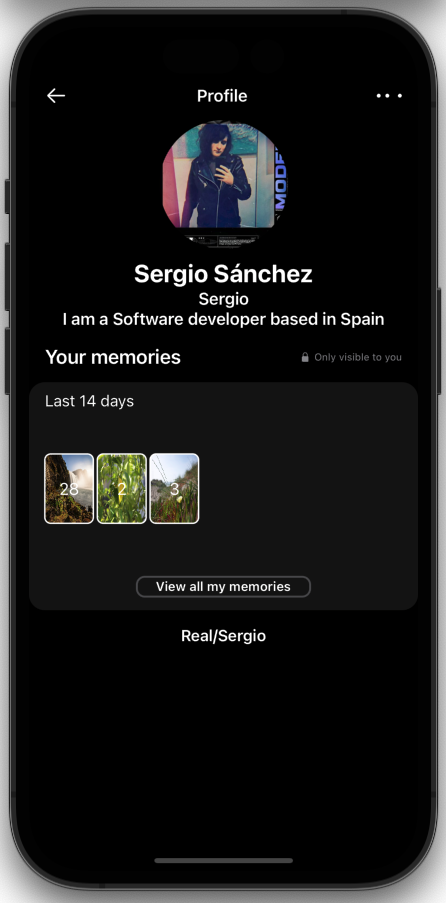 Profile
MODE
Sergio Sánchez
Sergio
I am a Software developer based in Spain
Your memories
Only visible to you
Last 14 days
28
2
3
View all my memories
Real/Sergio